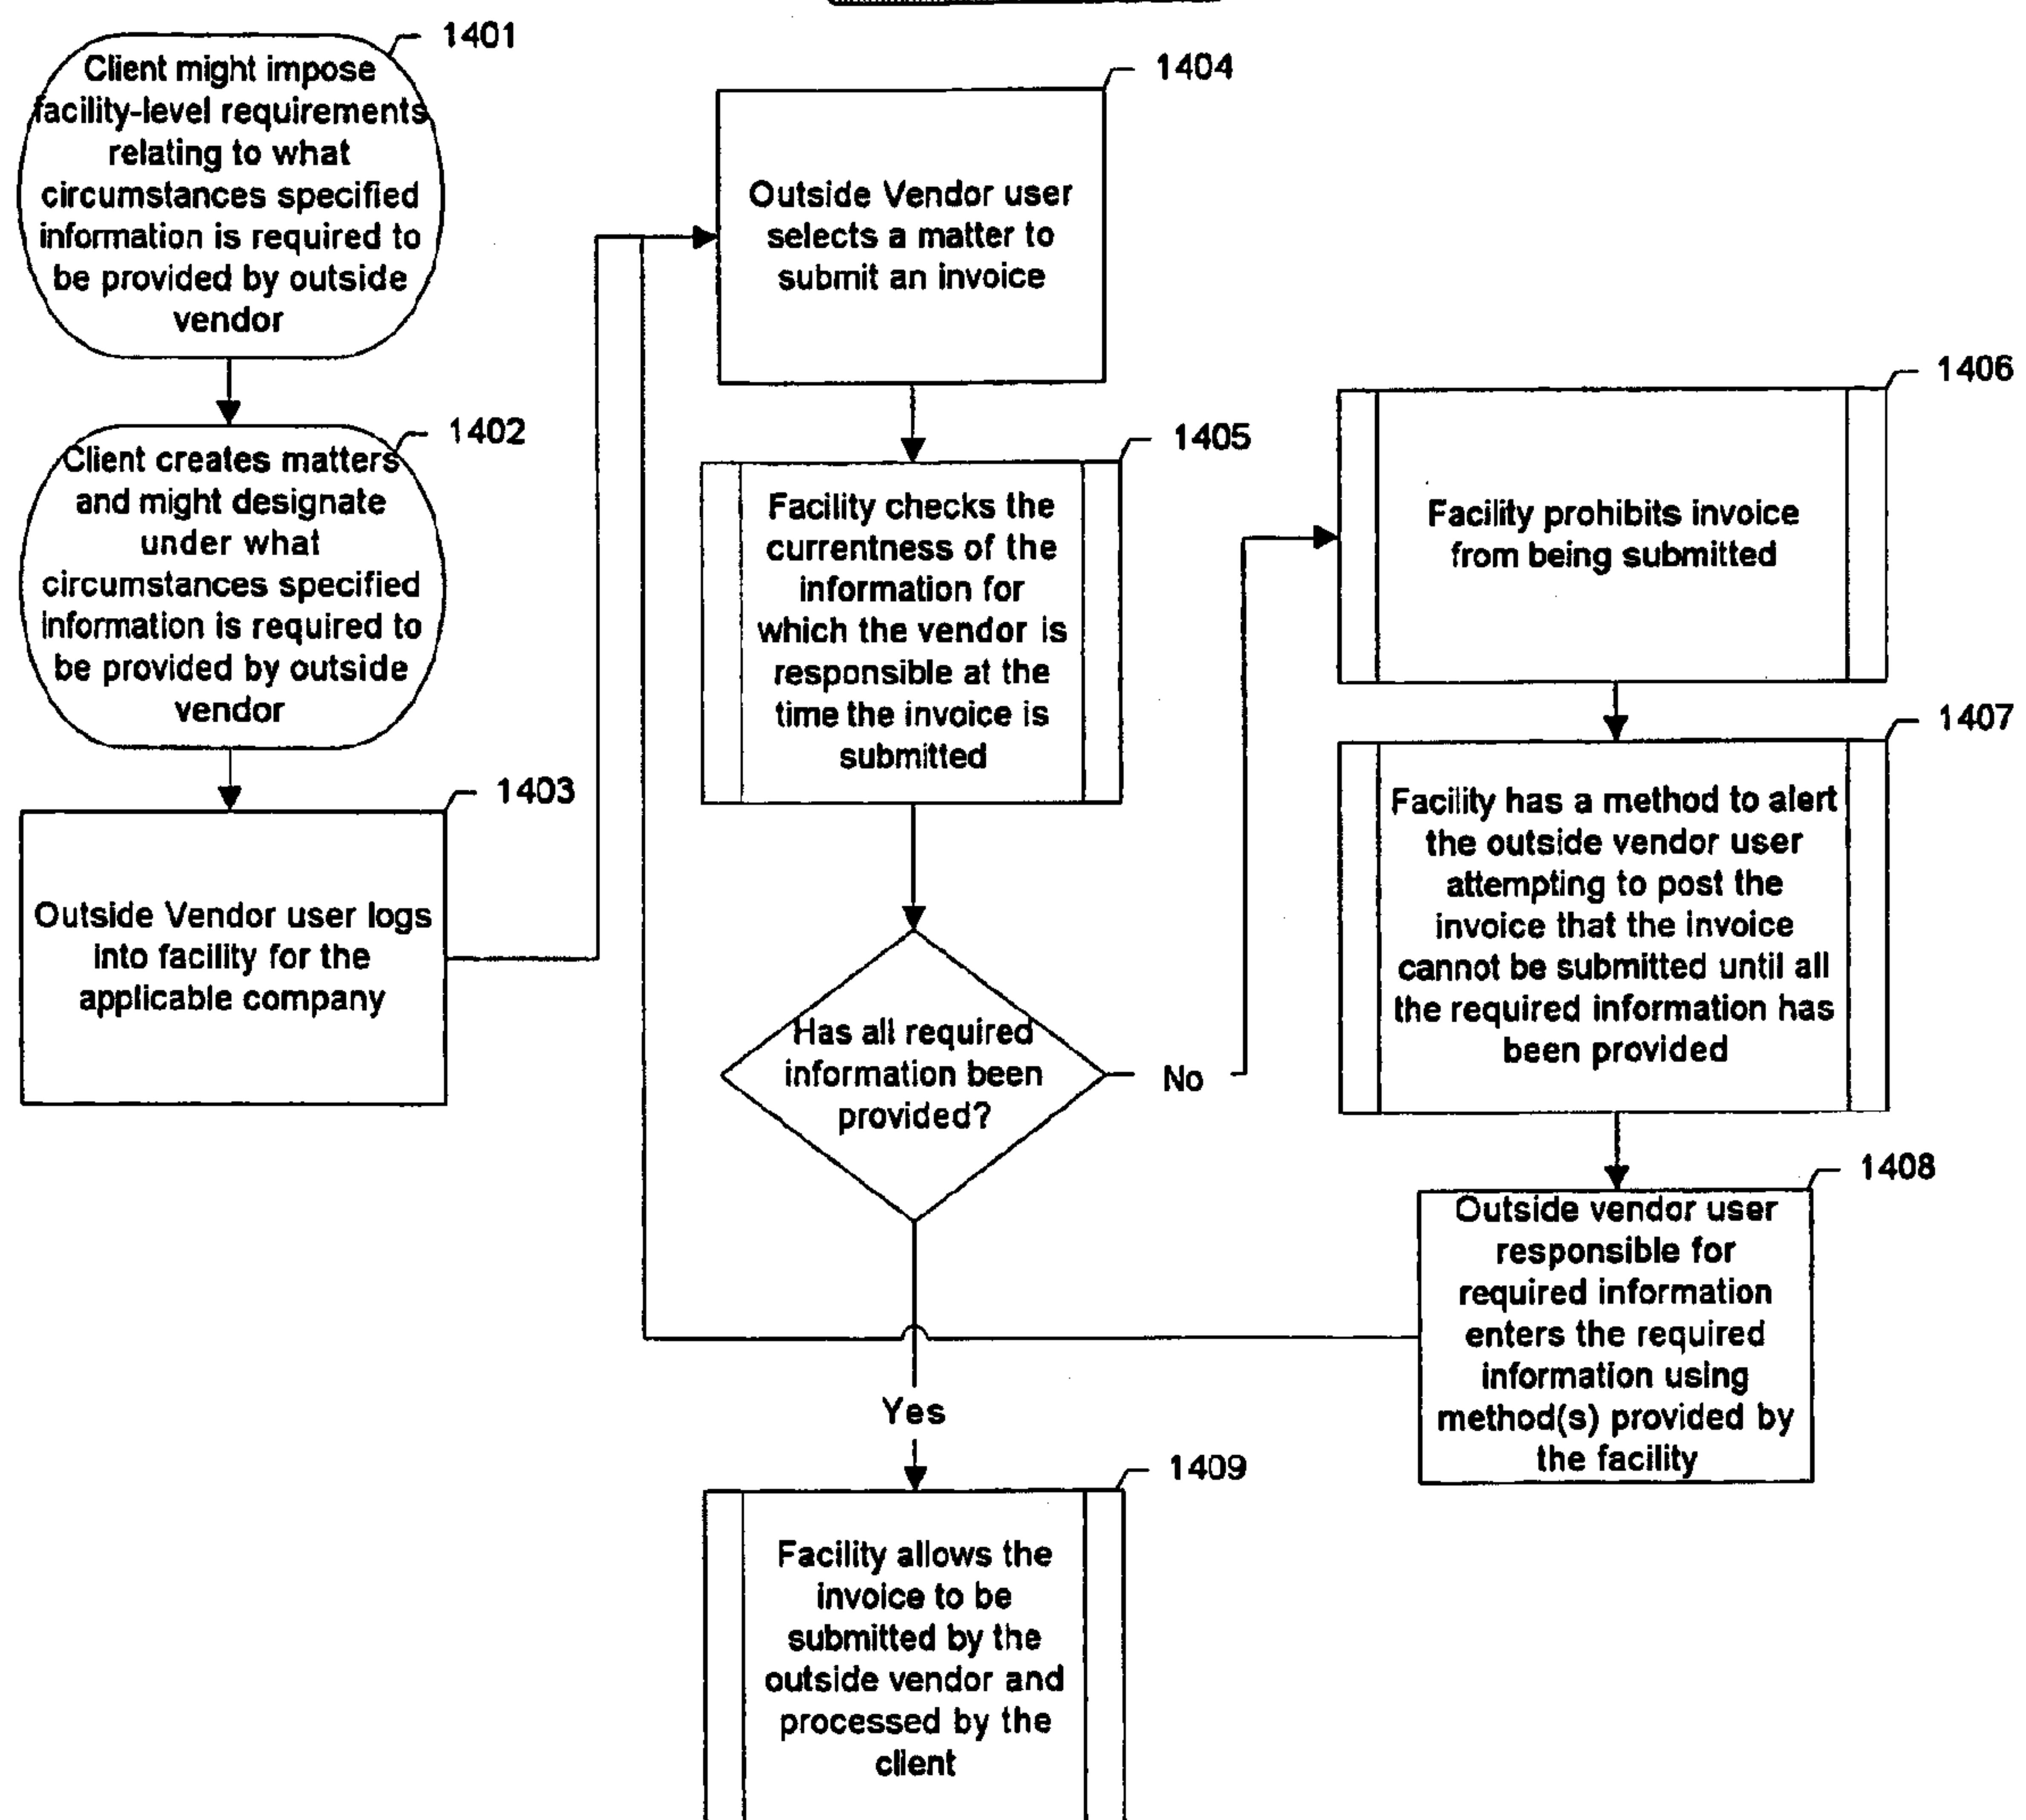 1401
Client might impose
facility-level requirements
relating to what
circumstances specified
information is required to
be provided by outside
vendor
1402
Client creates matters
and might designate
under what
circumstances specified
information is required to
be provided by outside
vendor
1403
Outside Vendor user logs
into facility for the
applicable company
1404
Outside Vendor user
selects a matter to
submit an invoice
1405
Facility checks the
currentness of the
information for
which the vendor is
responsible at the
time the invoice is
submitted
Has all required
information been
provided?
No
Yes
1406
Facility prohibits invoice
from being submitted
1407
Facility has a method to alert
the outside vendor user
attempting to post the
invoice that the invoice
cannot be submitted until all
the required information has
been provided
1408
Outside vendor user
responsible for
required information
enters the required
information using
method(s) provided by
the facility
1409
Facility allows the
invoice to be
submitted by the
outside vendor and
processed by the
client